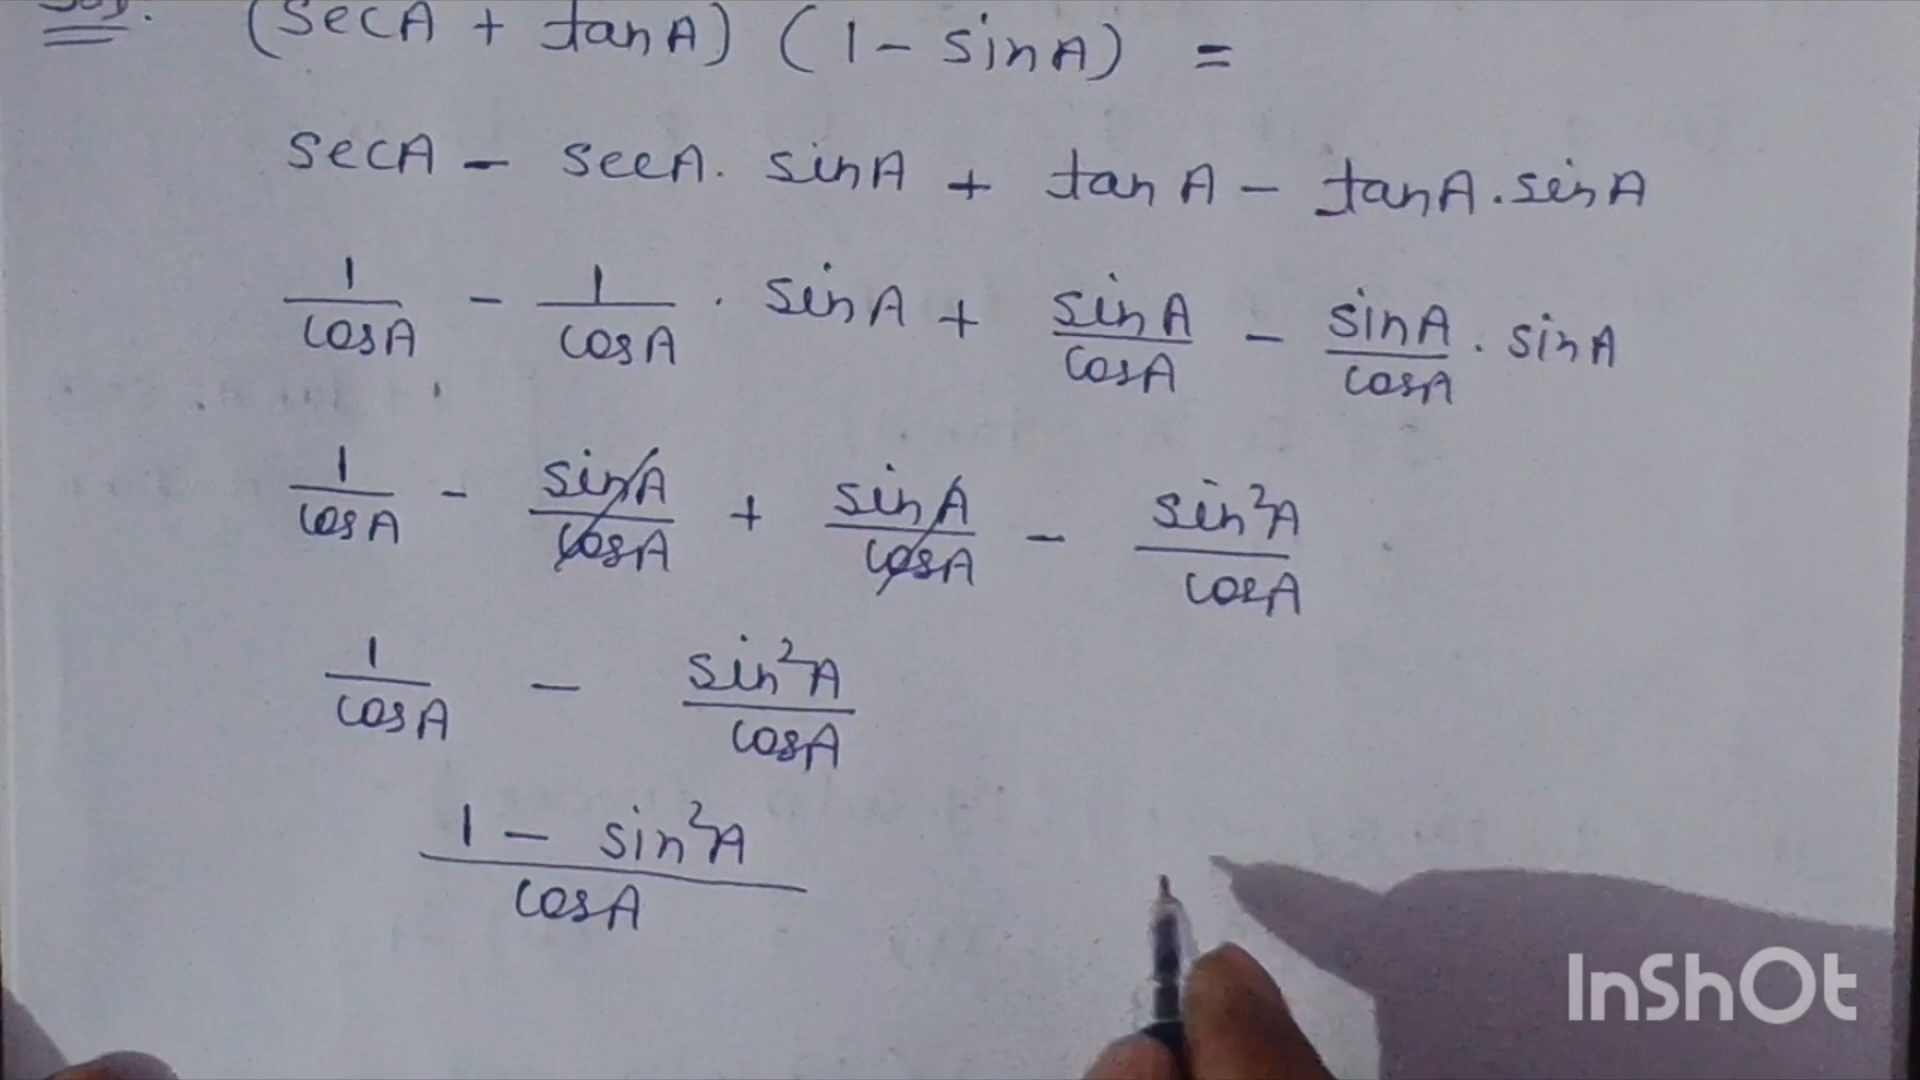 (secA + tanA) (1 - sinA) =
secA - secA. sinA + tanA - tanA.sinA
1/cosA - 1/cosA . sinA + sinA/cosA - sinA/cosA . sinA
1/cosA - sinA/cosA + sinA/cosA - sin²A/cosA
1/cosA - sin²A/cosA
1 - sin²A/cosA
InShOt